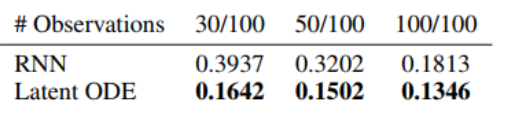 # Observations 30/100 50/100 100/100
RNN 0.3937 0.3202 0.1813
Latent ODE 0.1642 0.1502 0.1346